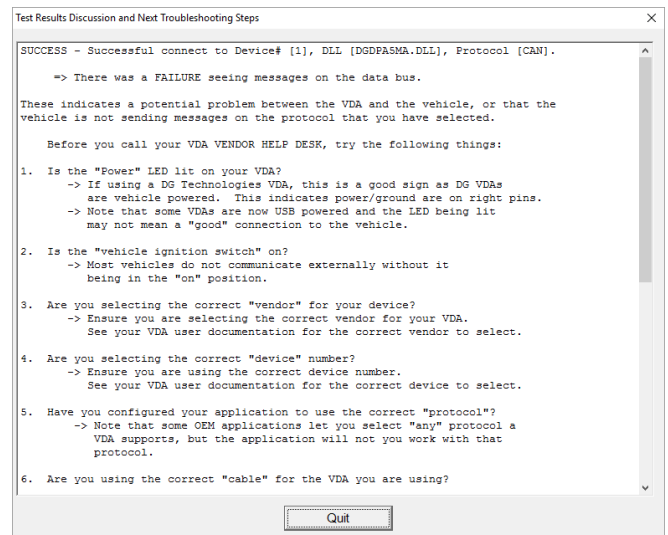 Test Results Discussion and Next Troubleshooting Steps
SUCCESS - Successful connect to Device# [1], DLL [DGDPA5MA.DLL], Protocol [CAN].
=> There was a FAILURE seeing messages on the data bus.
These indicates a potential problem between the VDA and the vehicle, or that the
vehicle is not sending messages on the protocol that you have selected.
Before you call your VDA VENDOR HELP DESK, try the following things:
1. Is the "Power" LED lit on your VDA?
-> If using a DG Technologies VDA, this is a good sign as DG VDAs
are vehicle powered. This indicates power/ground are on right pins.
-> Note that some VDAs are now USB powered and the LED being lit
may not mean a "good" connection to the vehicle.
2. Is the "vehicle ignition switch" on?
-> Most vehicles do not communicate externally without it
being in the "on" position.
3. Are you selecting the correct "vendor" for your device?
-> Ensure you are selecting the correct vendor for your VDA.
See your VDA user documentation for the correct vendor to select.
4. Are you selecting the correct "device" number?
-> Ensure you are using the correct device number.
See your VDA user documentation for the correct device to select.
5. Have you configured your application to use the correct "protocol"?
-> Note that some OEM applications let you select "any" protocol a
VDA supports, but the application will not you work with that
protocol.
6. Are you using the correct "cable" for the VDA you are using?
Quit